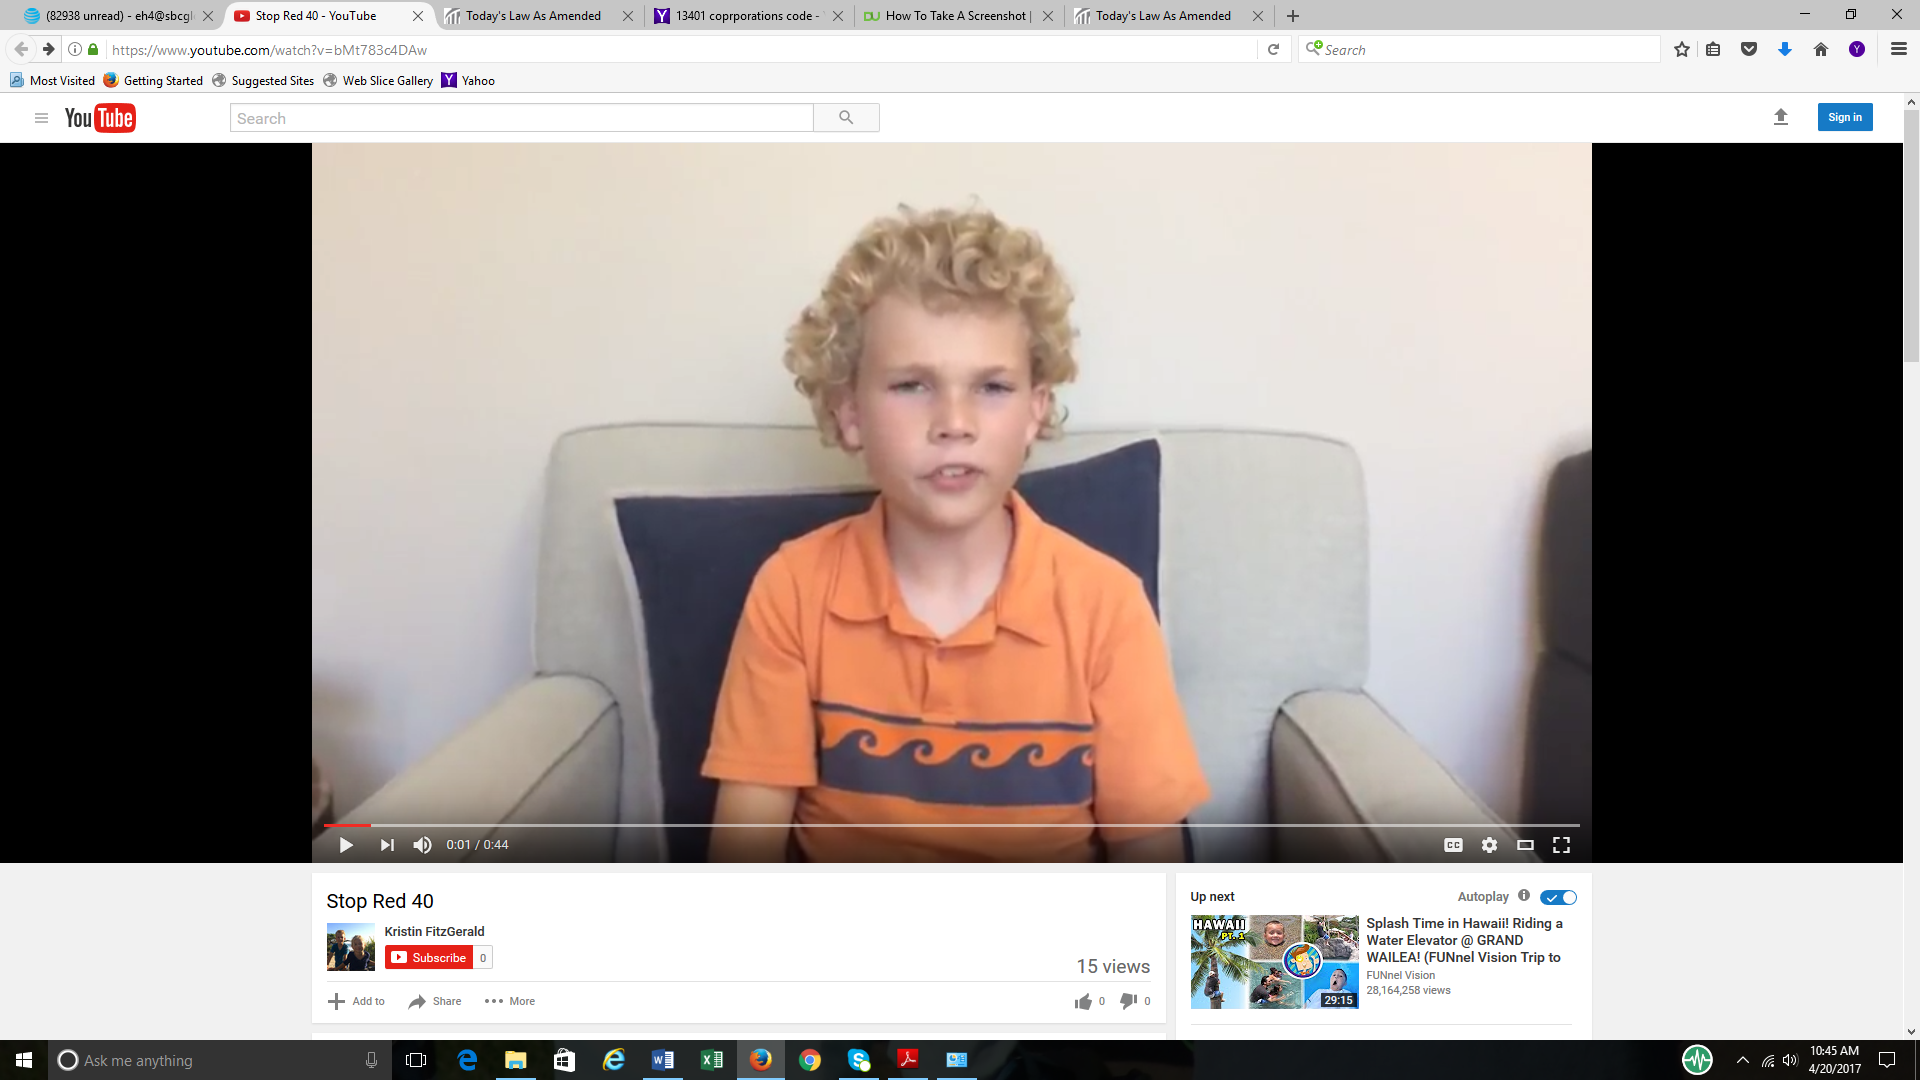 (82938 unread) - eh4@sbcgl
Stop Red 40 - YouTube
Today's Law As Amended
13401 coprporations code -
How To Take A Screenshot |
Today's Law As Amended
https://www.youtube.com/watch?v=bMt783c4DAw
Search
Most Visited
Getting Started
Suggested Sites
Web Slice Gallery
Yahoo
YouTube
Search
Sign in
0:01 / 0:44
CC
Stop Red 40
Kristin FitzGerald
Subscribe 0
15 views
Add to
Share
More
0
0
Up next
Autoplay
HAWAII
PT. 1
29:15
Splash Time in Hawaii! Riding a
Water Elevator @ GRAND
WAILEA! (FUNnel Vision Trip to
FUNnel Vision
28,164,258 views
Ask me anything
10:45 AM
4/20/2017